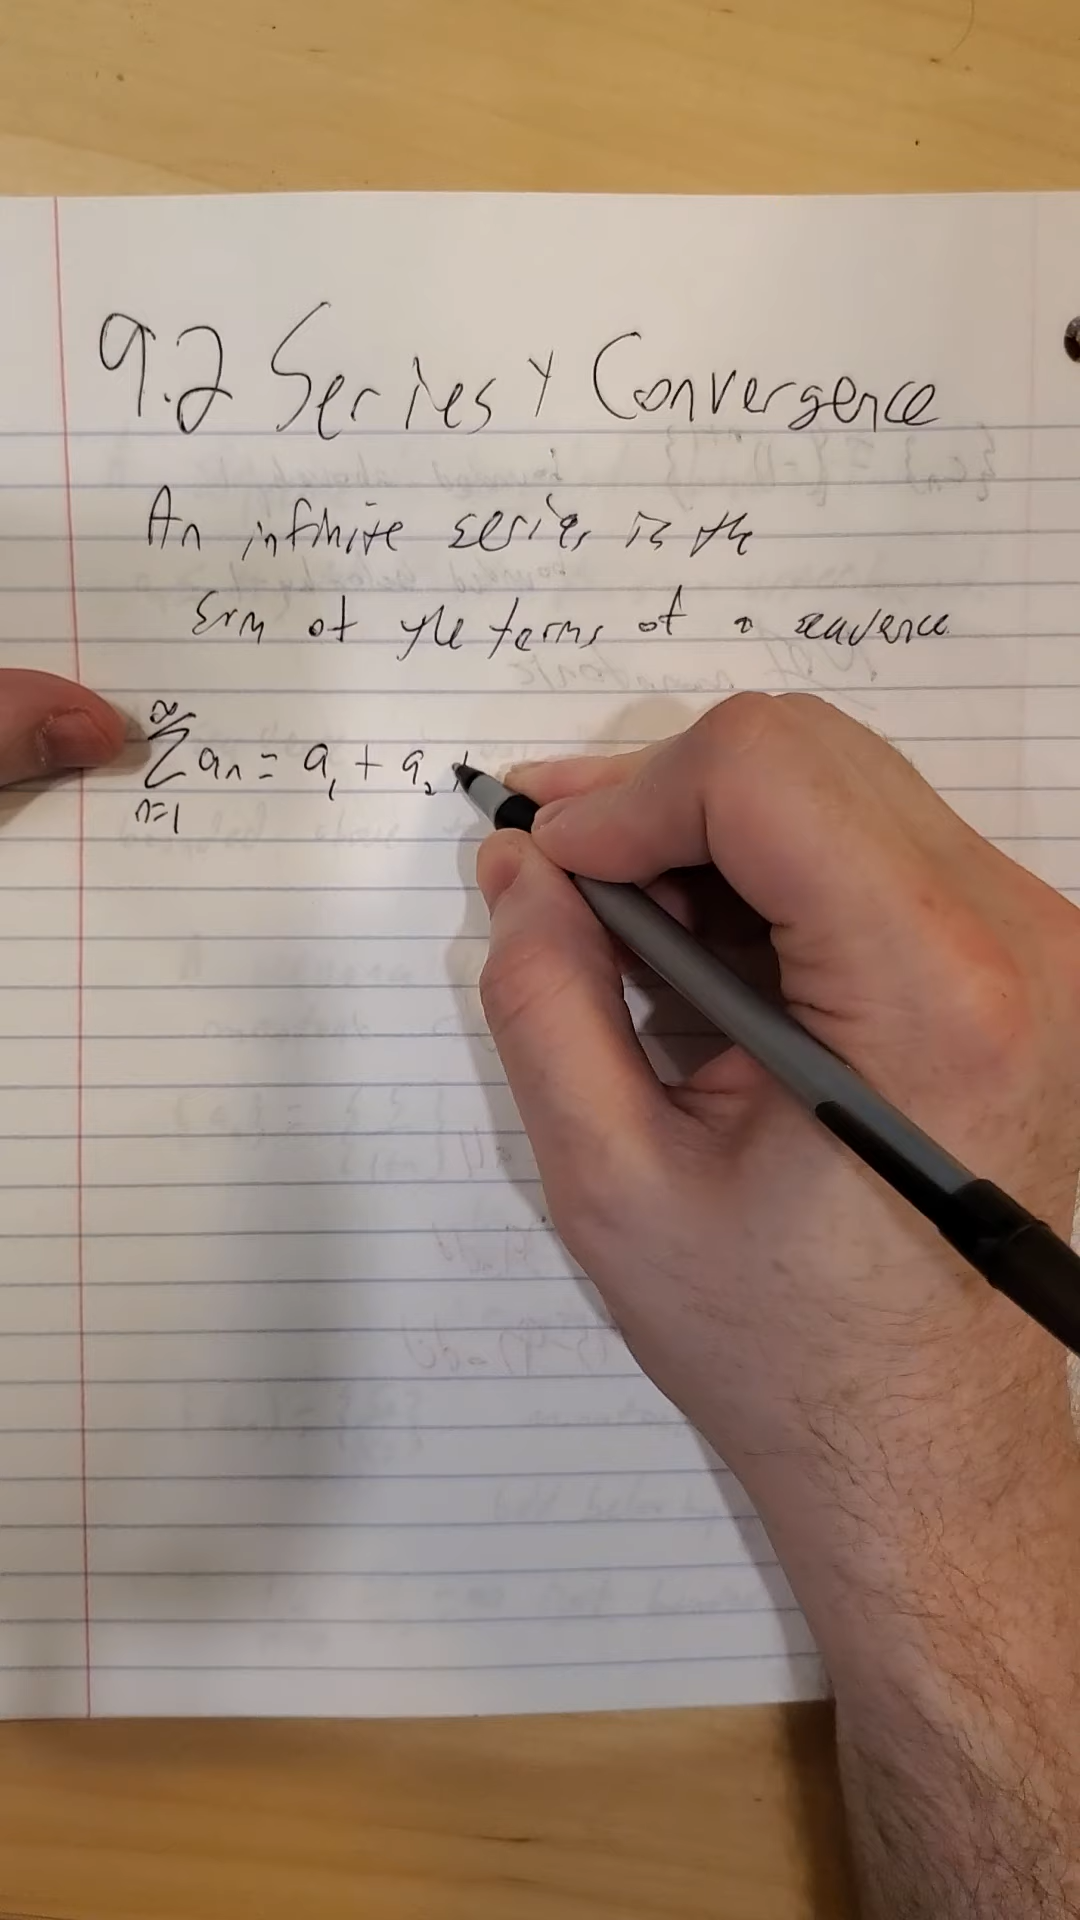 9.2 Series & Convergence
An infinite series is the
sum of the terms of a sequence
∞
∑ aₙ = a₁ + a₂ +
n=1